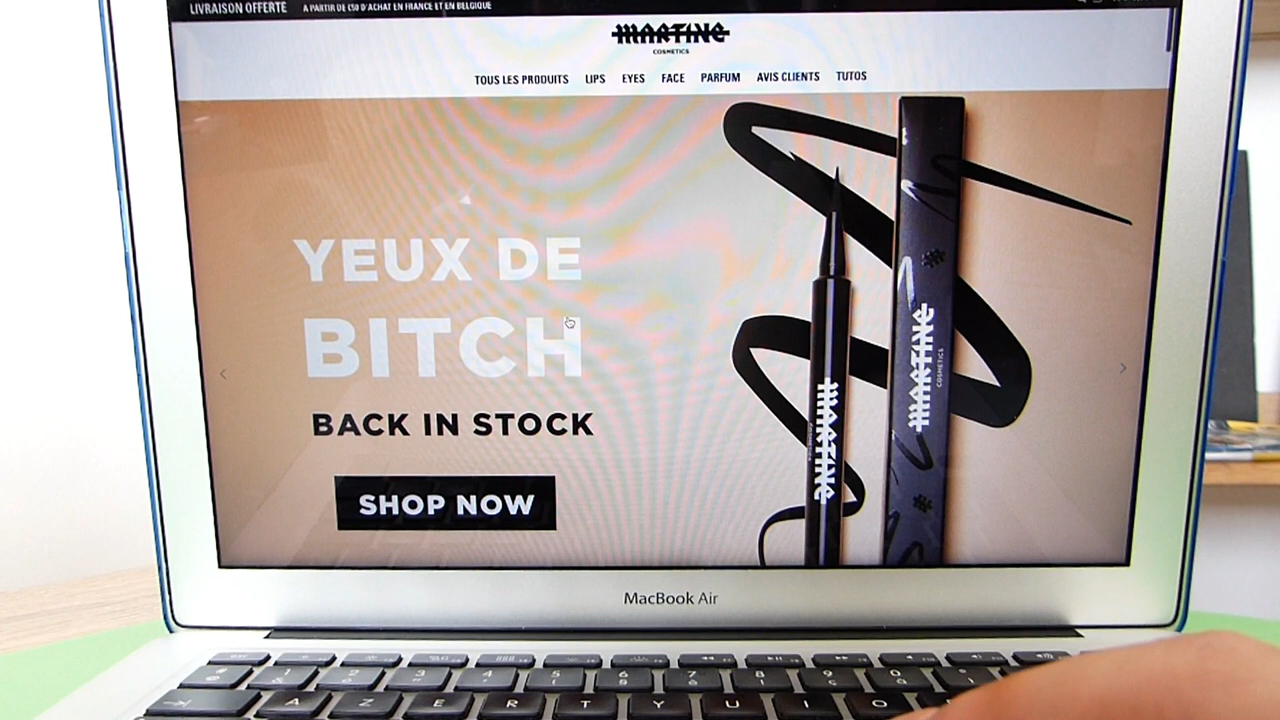 LIVRAISON OFFERTE A PARTIR DE €50 D'ACHAT EN FRANCE ET EN BELGIQUE
MARTINE
COSMETICS
TOUS LES PRODUITS LIPS EYES FACE PARFUM AVIS CLIENTS TUTOS
YEUX DE
BITCH
BACK IN STOCK
SHOP NOW
MARTINE
MARTINE
COSMETICS
MacBook Air
A Z E R T Y U I O